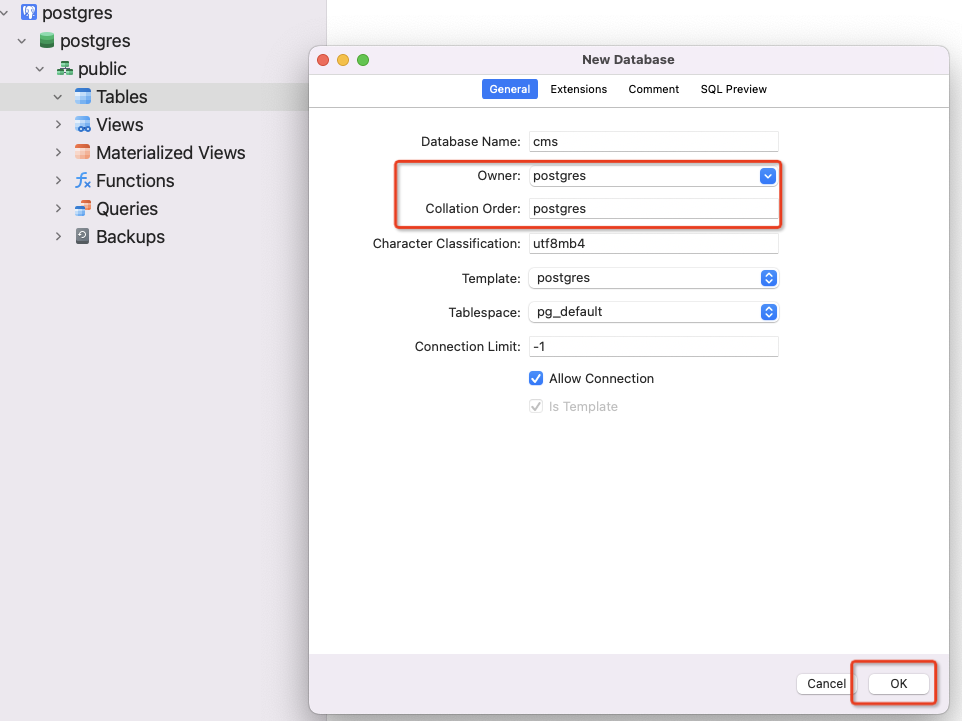 postgres
postgres
public
Tables
Views
Materialized Views
Functions
Queries
Backups
New Database
General Extensions Comment SQL Preview
Database Name: cms
Owner: postgres
Collation Order: postgres
Character Classification: utf8mb4
Template: postgres
Tablespace: pg_default
Connection Limit: -1
Allow Connection
Is Template
Cancel OK